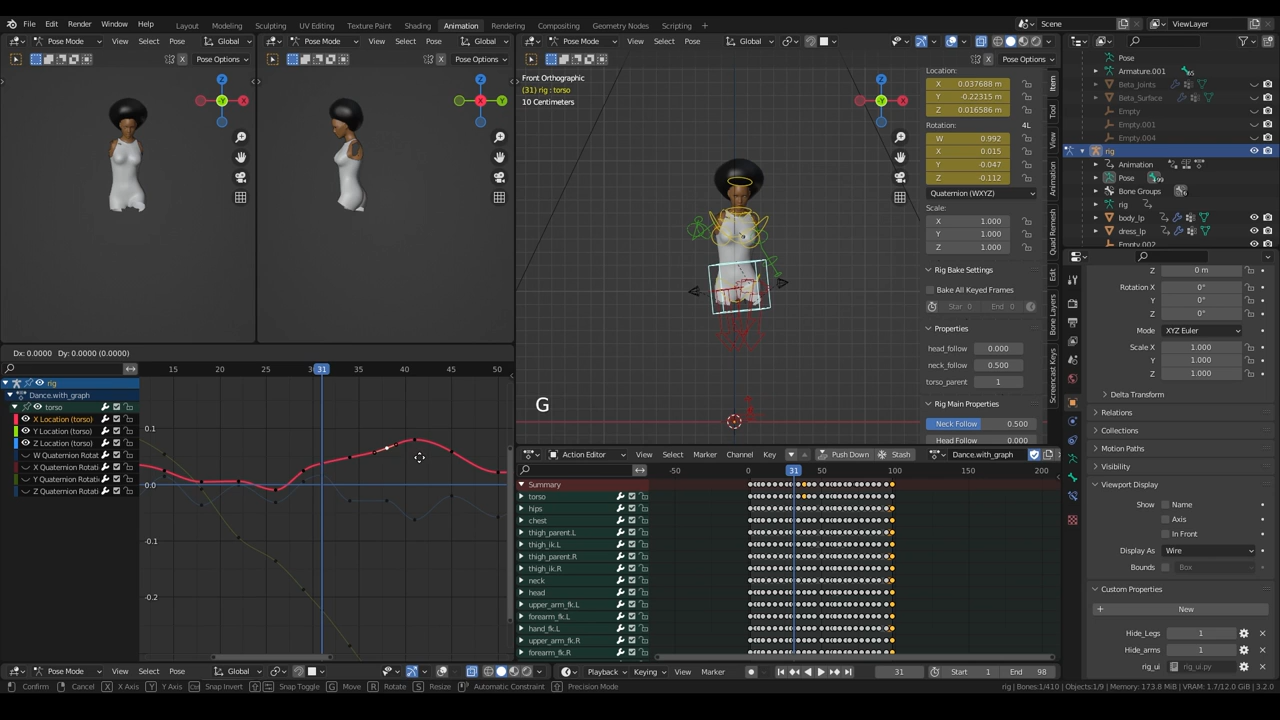 File Edit Render Window Help Layout Modeling Sculpting UV Editing Texture Paint Shading Animation Rendering Compositing Geometry Nodes Scripting + Scene ViewLayer
Pose Mode View Select Pose Global
Pose Options
Pose Mode View Select Pose Global
Pose Options
Pose Mode View Select Pose Global
Pose Options
Front Orthographic
(31) rig : torso
10 Centimeters
Location:
X 0.037688 m
Y -0.22315 m
Z 0.016586 m
Rotation: 4L
W 0.992
X 0.015
Y -0.047
Z -0.112
Quaternion (WXYZ)
Scale:
X 1.000
Y 1.000
Z 1.000
Rig Bake Settings
Bake All Keyed Frames
Start 0 End 0
Properties
head_follow 0.000
neck_follow 0.500
torso_parent 1
Rig Main Properties
Neck Follow 0.500
Head Follow 0.000
Item
Tool
View
Animation
Quad Remesh
Edit
Bone Layers
Screencast Keys
G
Pose
Armature.001
Beta_Joints
Beta_Surface
Empty
Empty.001
Empty.004
rig
Animation
Pose
Bone Groups
rig
body_lp
dress_lp
Empty.002
Z 0 m
Rotation X 0°
Y 0°
Z 0°
Mode XYZ Euler
Scale X 1.000
Y 1.000
Z 1.000
Delta Transform
Relations
Collections
Motion Paths
Visibility
Viewport Display
Show Name
Axis
In Front
Display As Wire
Bounds Box
Custom Properties
New
Hide_Legs 1
Hide_arms 1
rig_ui rig_ui.py
Dx: 0.0000 Dy: 0.0000 (0.0000)
15 20 25 31 35 40 45 50
rig
Dance.with_graph
torso
X Location (torso)
Y Location (torso)
Z Location (torso)
W Quaternion Rotati
X Quaternion Rotati
Y Quaternion Rotati
Z Quaternion Rotati
0.1
0.0
-0.1
-0.2
Pose Mode View Select Pose Global
Action Editor View Select Marker Channel Key Push Down Stash Dance.with_graph
-50 31 50 100 200
Summary
torso
hips
chest
thigh_parent.L
thigh_ik.L
thigh_parent.R
thigh_ik.R
neck
head
upper_arm_fk.L
forearm_fk.L
hand_fk.L
upper_arm_fk.R
forearm_fk.R
Playback Keying View Marker 31 Start 1 End 98
Confirm Cancel X X Axis Y Y Axis Snap Invert Snap Toggle G Move R Rotate S Resize Automatic Constraint Precision Mode rig | Bones:1/410 | Objects:1/9 | Memory: 173.8 MiB | VRAM: 1.7/12.0 GiB | 3.2.0